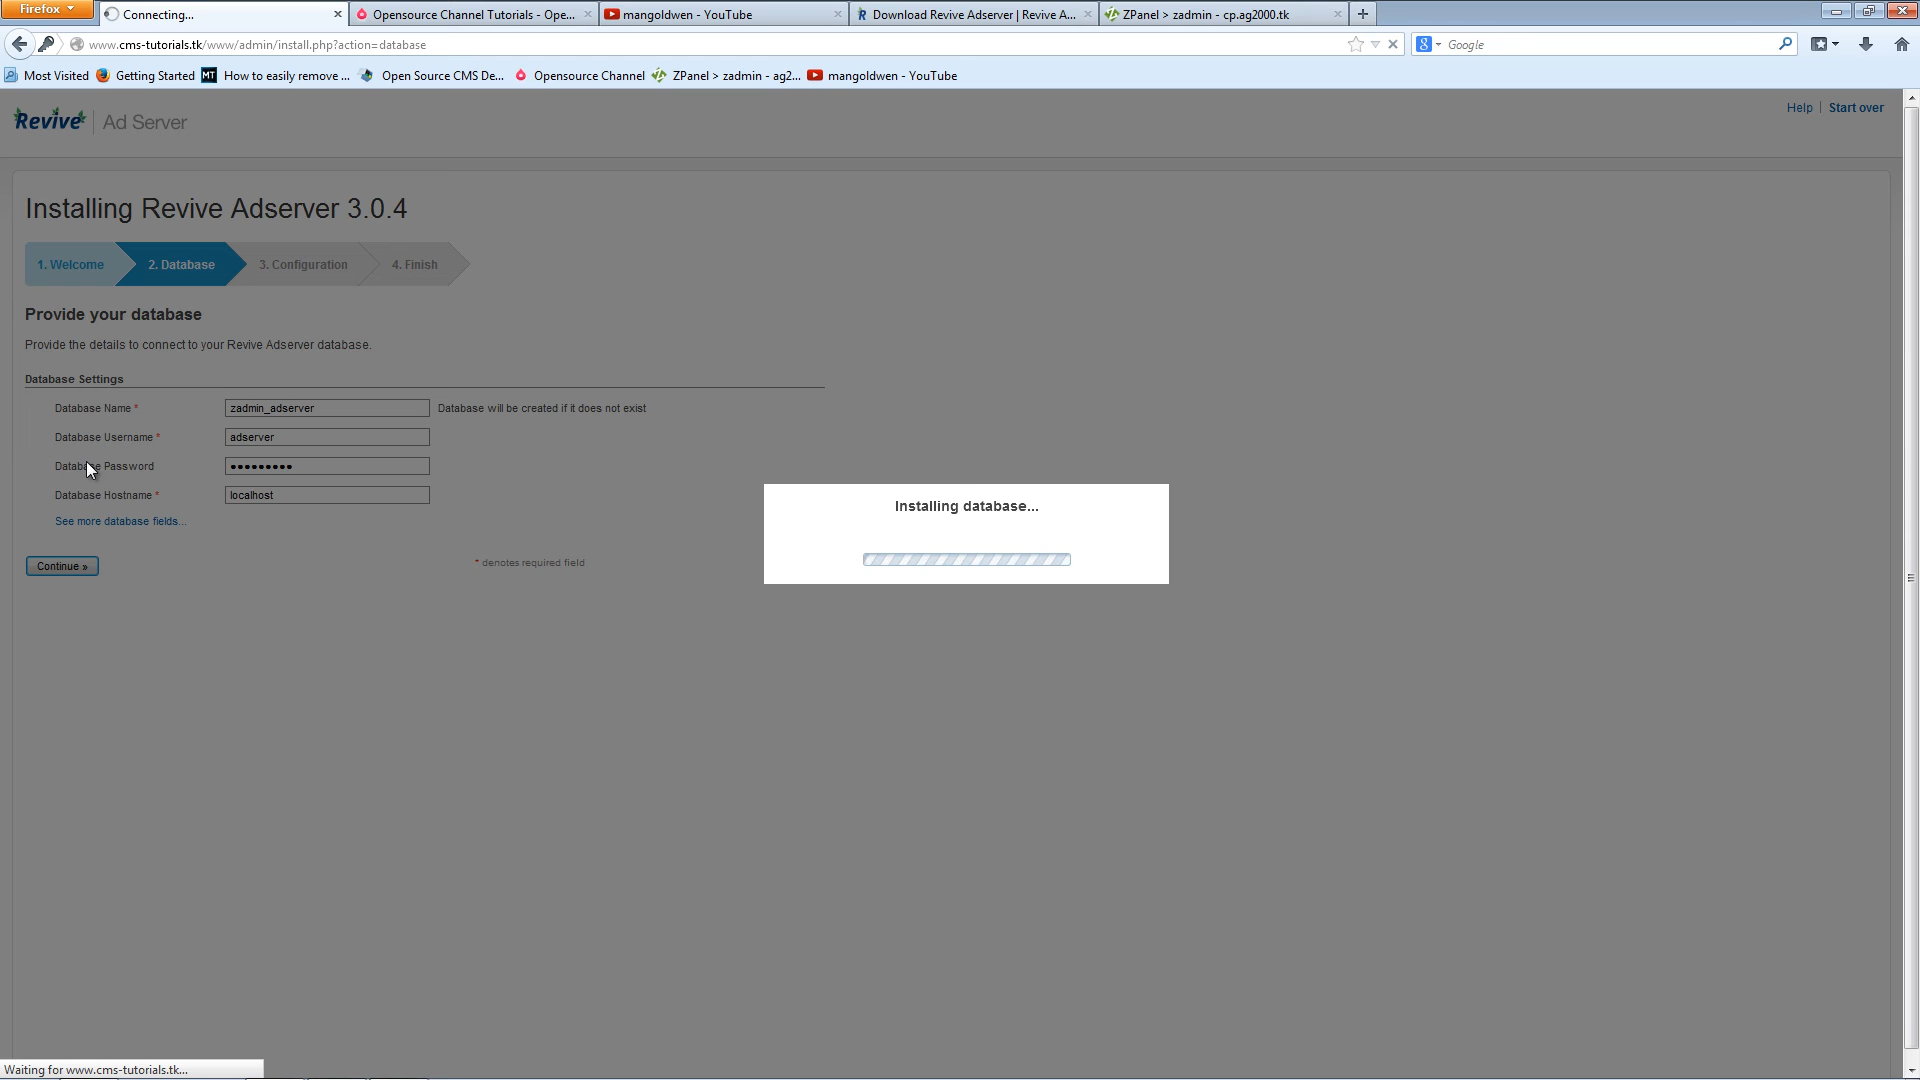 Firefox
Connecting...
Opensource Channel Tutorials - Ope...
mangoldwen - YouTube
Download Revive Adserver | Revive A...
ZPanel > zadmin - cp.ag2000.tk
www.cms-tutorials.tk/www/admin/install.php?action=database
Google
Most Visited
Getting Started
MT
How to easily remove ...
Open Source CMS De...
Opensource Channel
ZPanel > zadmin - ag2...
mangoldwen - YouTube
Revive
Ad Server
Help
Start over
Installing Revive Adserver 3.0.4
1. Welcome
2. Database
3. Configuration
4. Finish
Provide your database
Provide the details to connect to your Revive Adserver database.
Database Settings
Database Name *
zadmin_adserver
Database will be created if it does not exist
Database Username *
adserver
Database Password
•••••••••
Database Hostname *
localhost
See more database fields...
Continue »
* denotes required field
Installing database...
Waiting for www.cms-tutorials.tk...